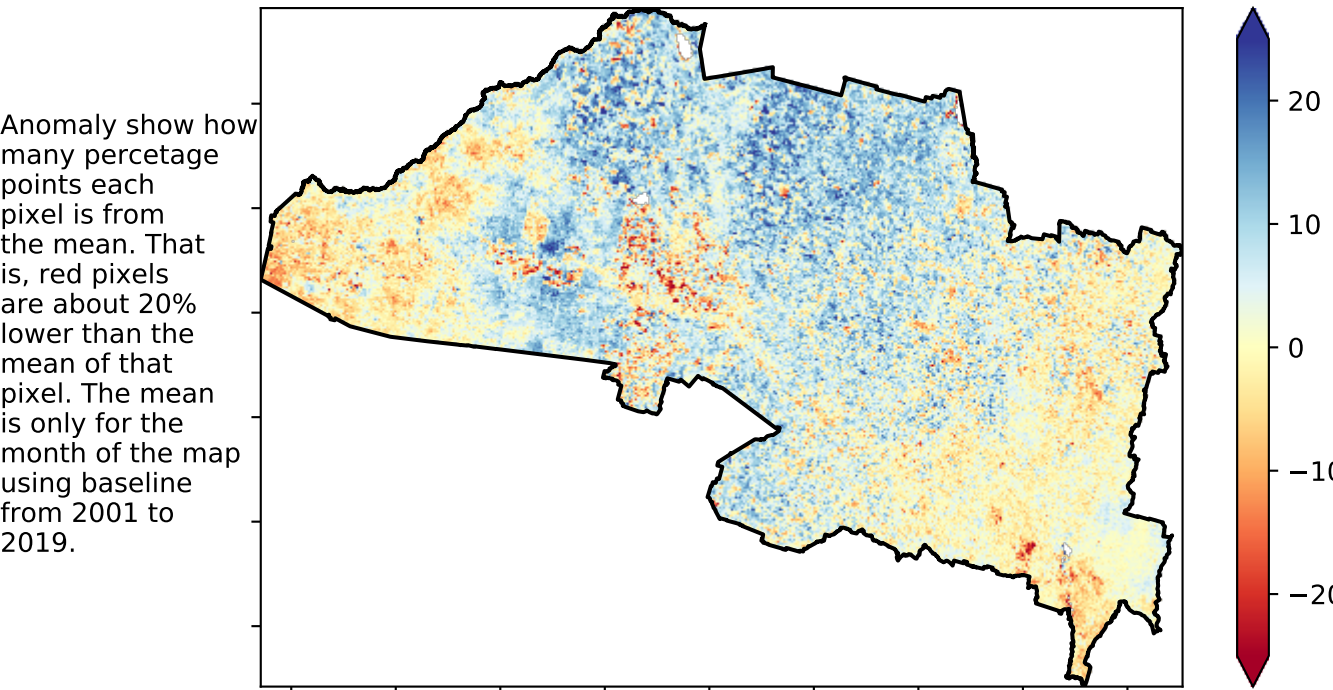 Anomaly show how
many percetage
points each
pixel is from
the mean. That
is, red pixels
are about 20%
lower than the
mean of that
pixel. The mean
is only for the
month of the map
using baseline
from 2001 to
2019.
20
10
0
−10
−20